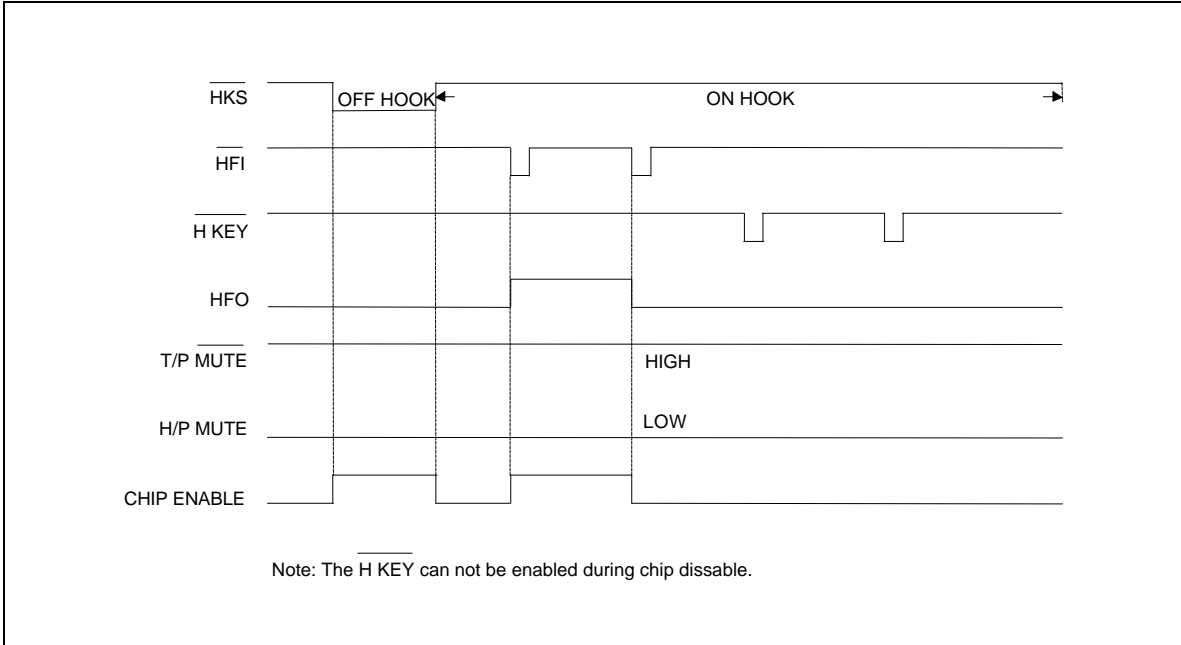 HKS
OFF HOOK
ON HOOK
HFI
H KEY
HFO
T/P MUTE
HIGH
H/P MUTE
LOW
CHIP ENABLE
Note: The H KEY can not be enabled during chip dissable.